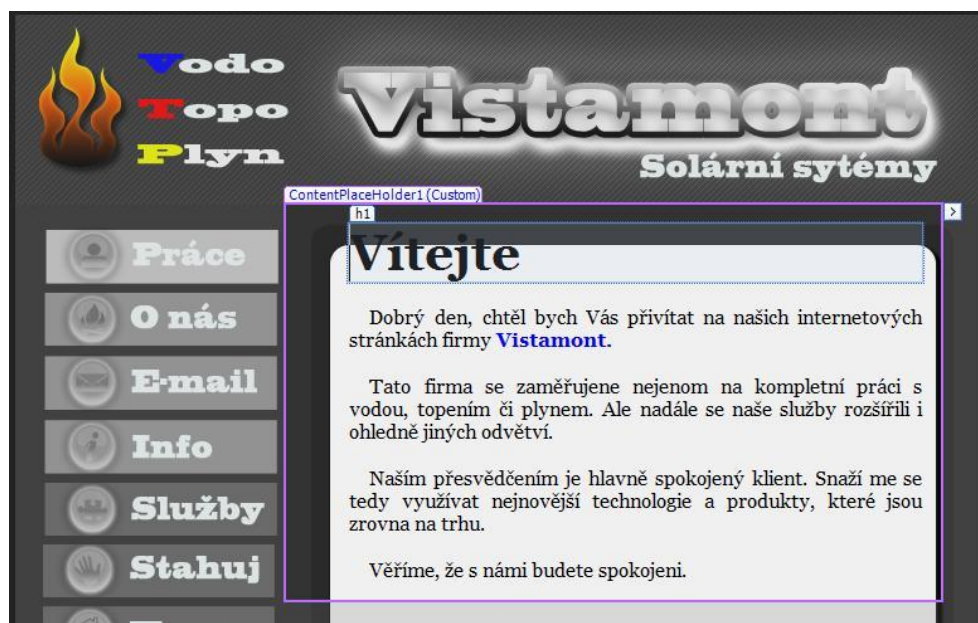 Vodo
Topo
Plyn
Vistamont
Solární sytémy
ContentPlaceHolder1 (Custom)
h1
>
Práce
O nás
E-mail
Info
Služby
Stahuj
Vítejte
Dobrý den, chtěl bych Vás přivítat na našich internetových
stránkách firmy Vistamont.
Tato firma se zaměřujene nejenom na kompletní práci s
vodou, topením či plynem. Ale nadále se naše služby rozšířili i
ohledně jiných odvětví.
Naším přesvědčením je hlavně spokojený klient. Snaží me se
tedy využívat nejnovější technologie a produkty, které jsou
zrovna na trhu.
Věříme, že s námi budete spokojeni.